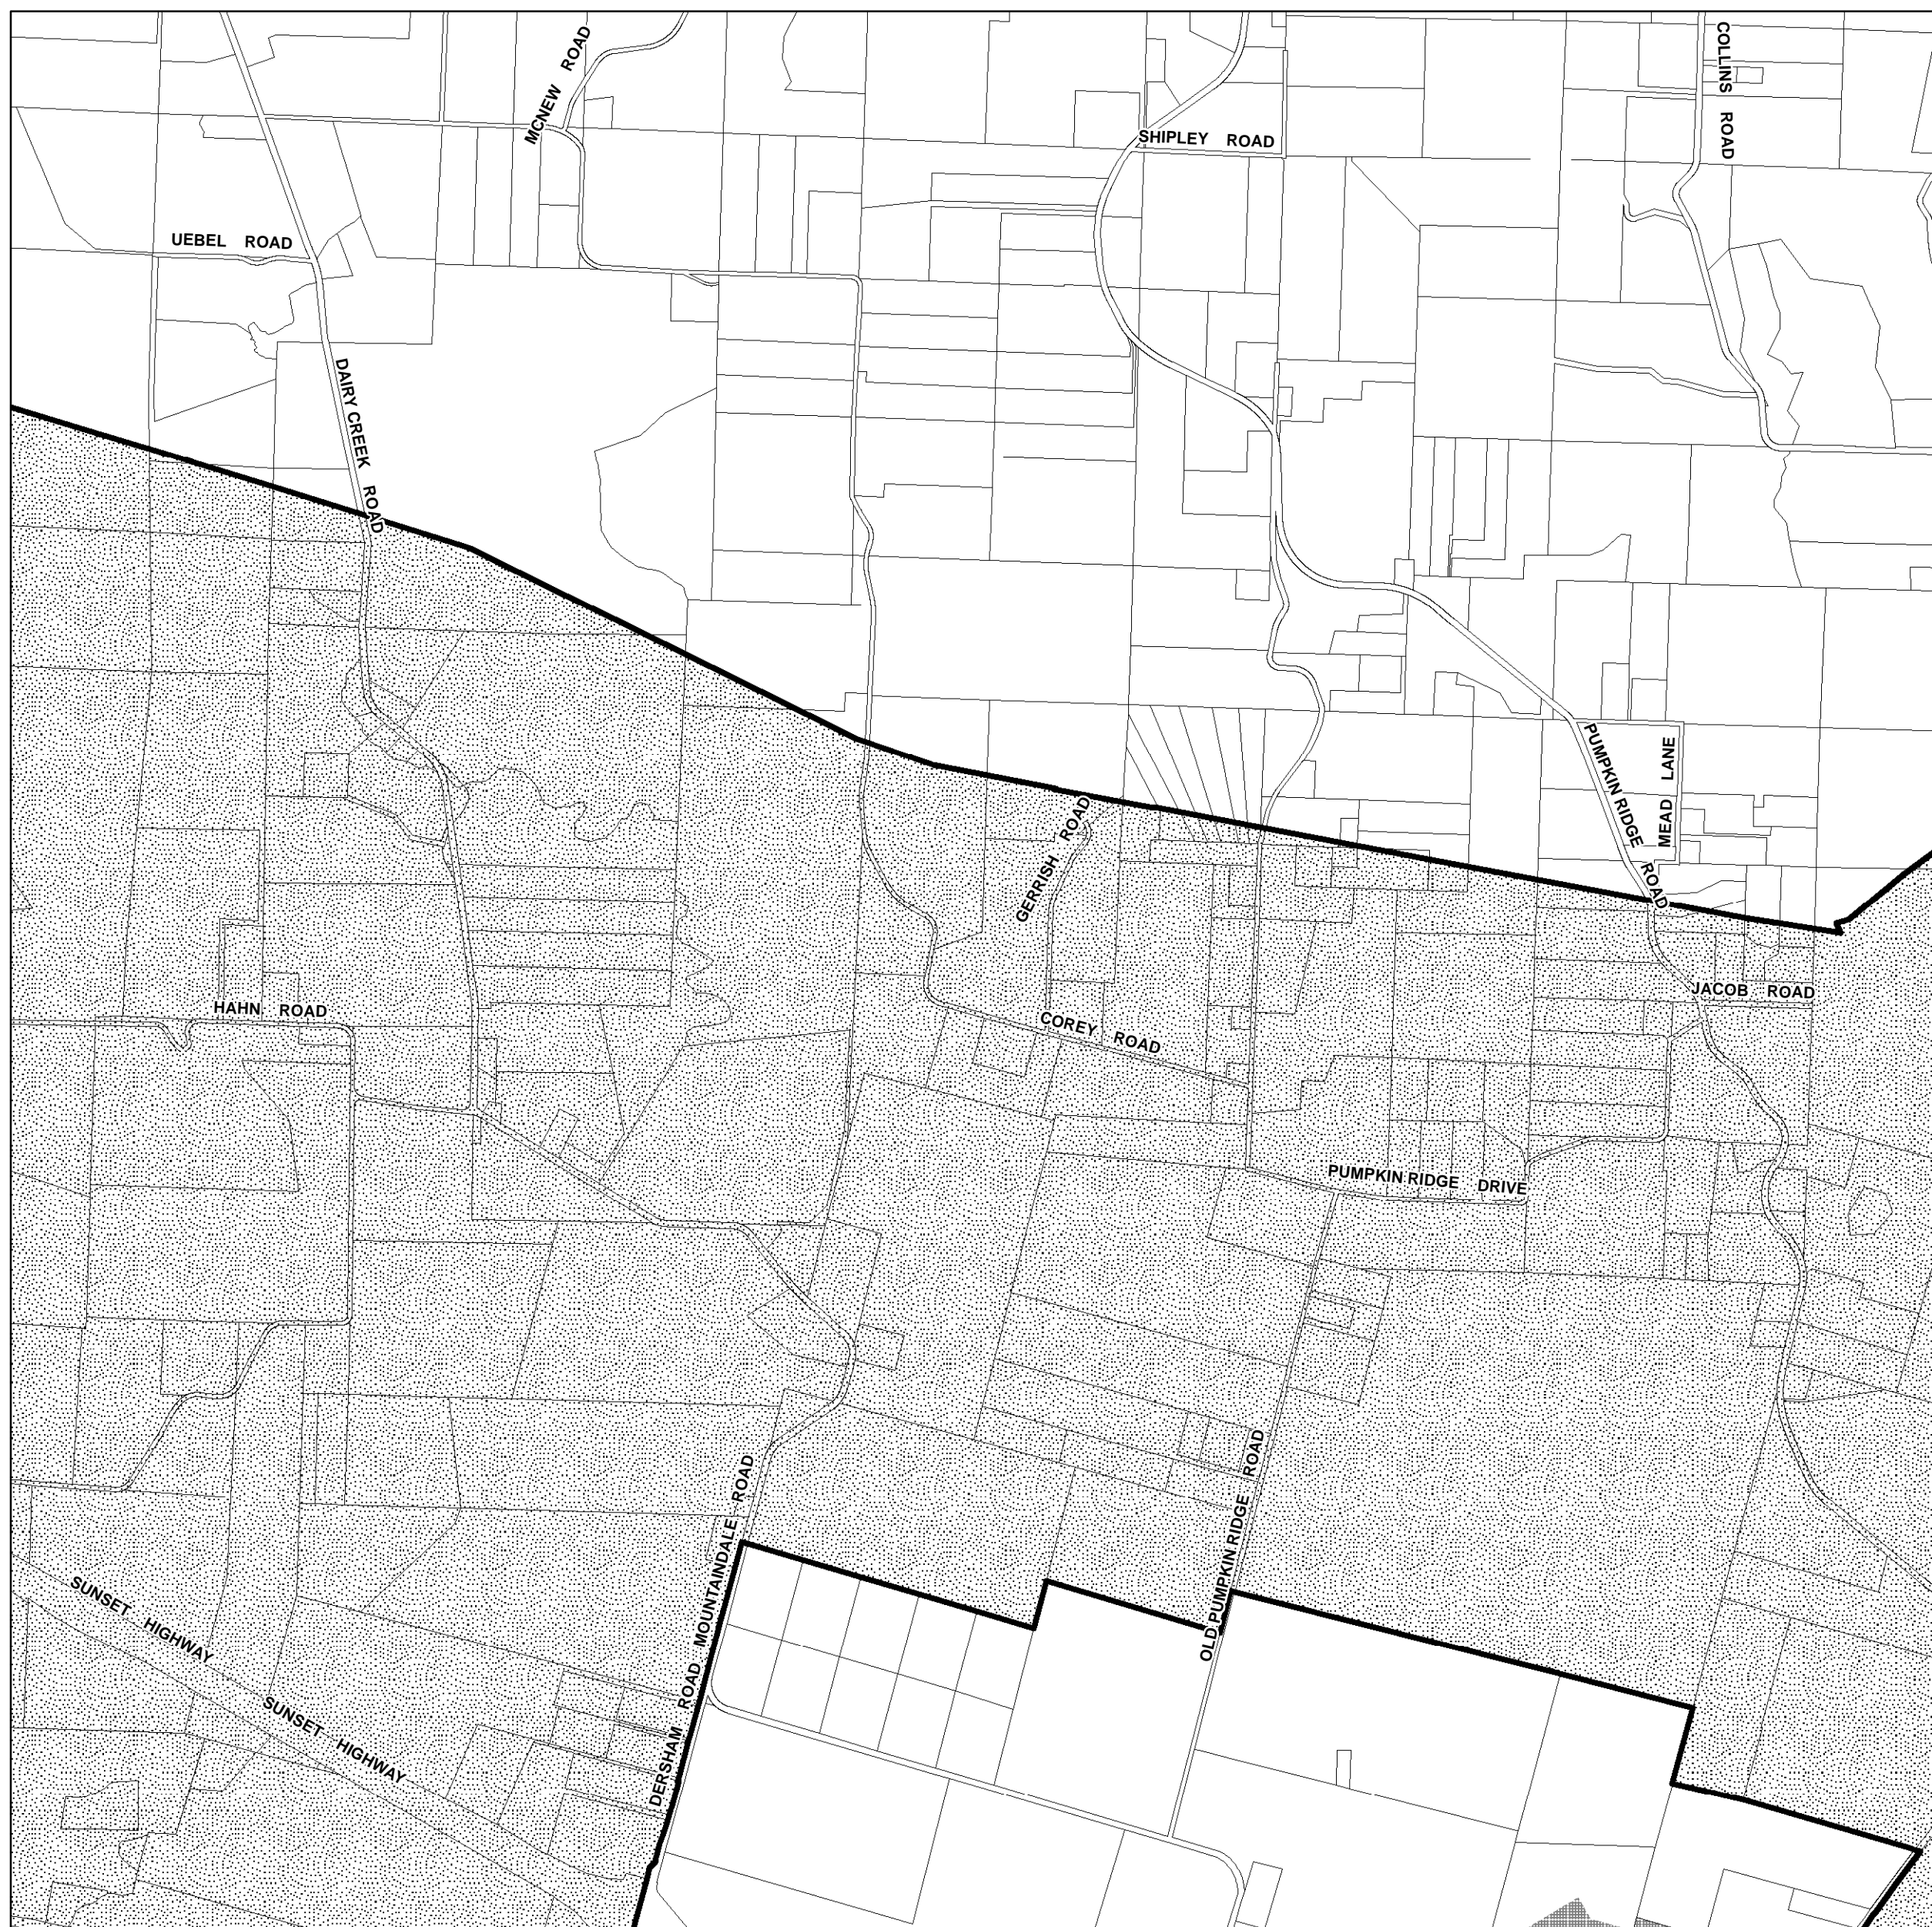 MCNEW ROAD
COLLINS ROAD
SHIPLEY ROAD
UEBEL ROAD
DAIRY CREEK ROAD
PUMPKIN RIDGE ROAD
MEAD LANE
GERRISH ROAD
JACOB ROAD
HAHN ROAD
COREY ROAD
PUMPKIN RIDGE DRIVE
MOUNTAINDALE ROAD
OLD PUMPKIN RIDGE ROAD
SUNSET HIGHWAY
SUNSET HIGHWAY
DERSHAM ROAD